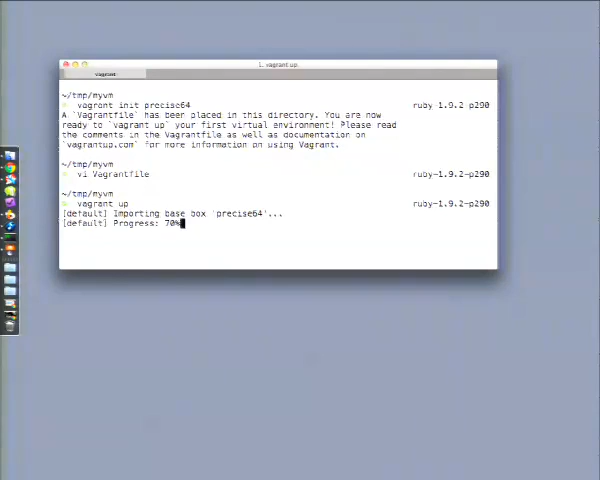 1. vagrant up
vagrant
~/tmp/myvm
vagrant init precise64 ruby-1.9.2-p290
A `Vagrantfile` has been placed in this directory. You are now
ready to `vagrant up` your first virtual environment! Please read
the comments in the Vagrantfile as well as documentation on
`vagrantup.com` for more information on using Vagrant.
~/tmp/myvm
vi Vagrantfile ruby-1.9.2-p290
~/tmp/myvm
vagrant up ruby-1.9.2-p290
[default] Importing base box 'precise64'...
[default] Progress: 70%